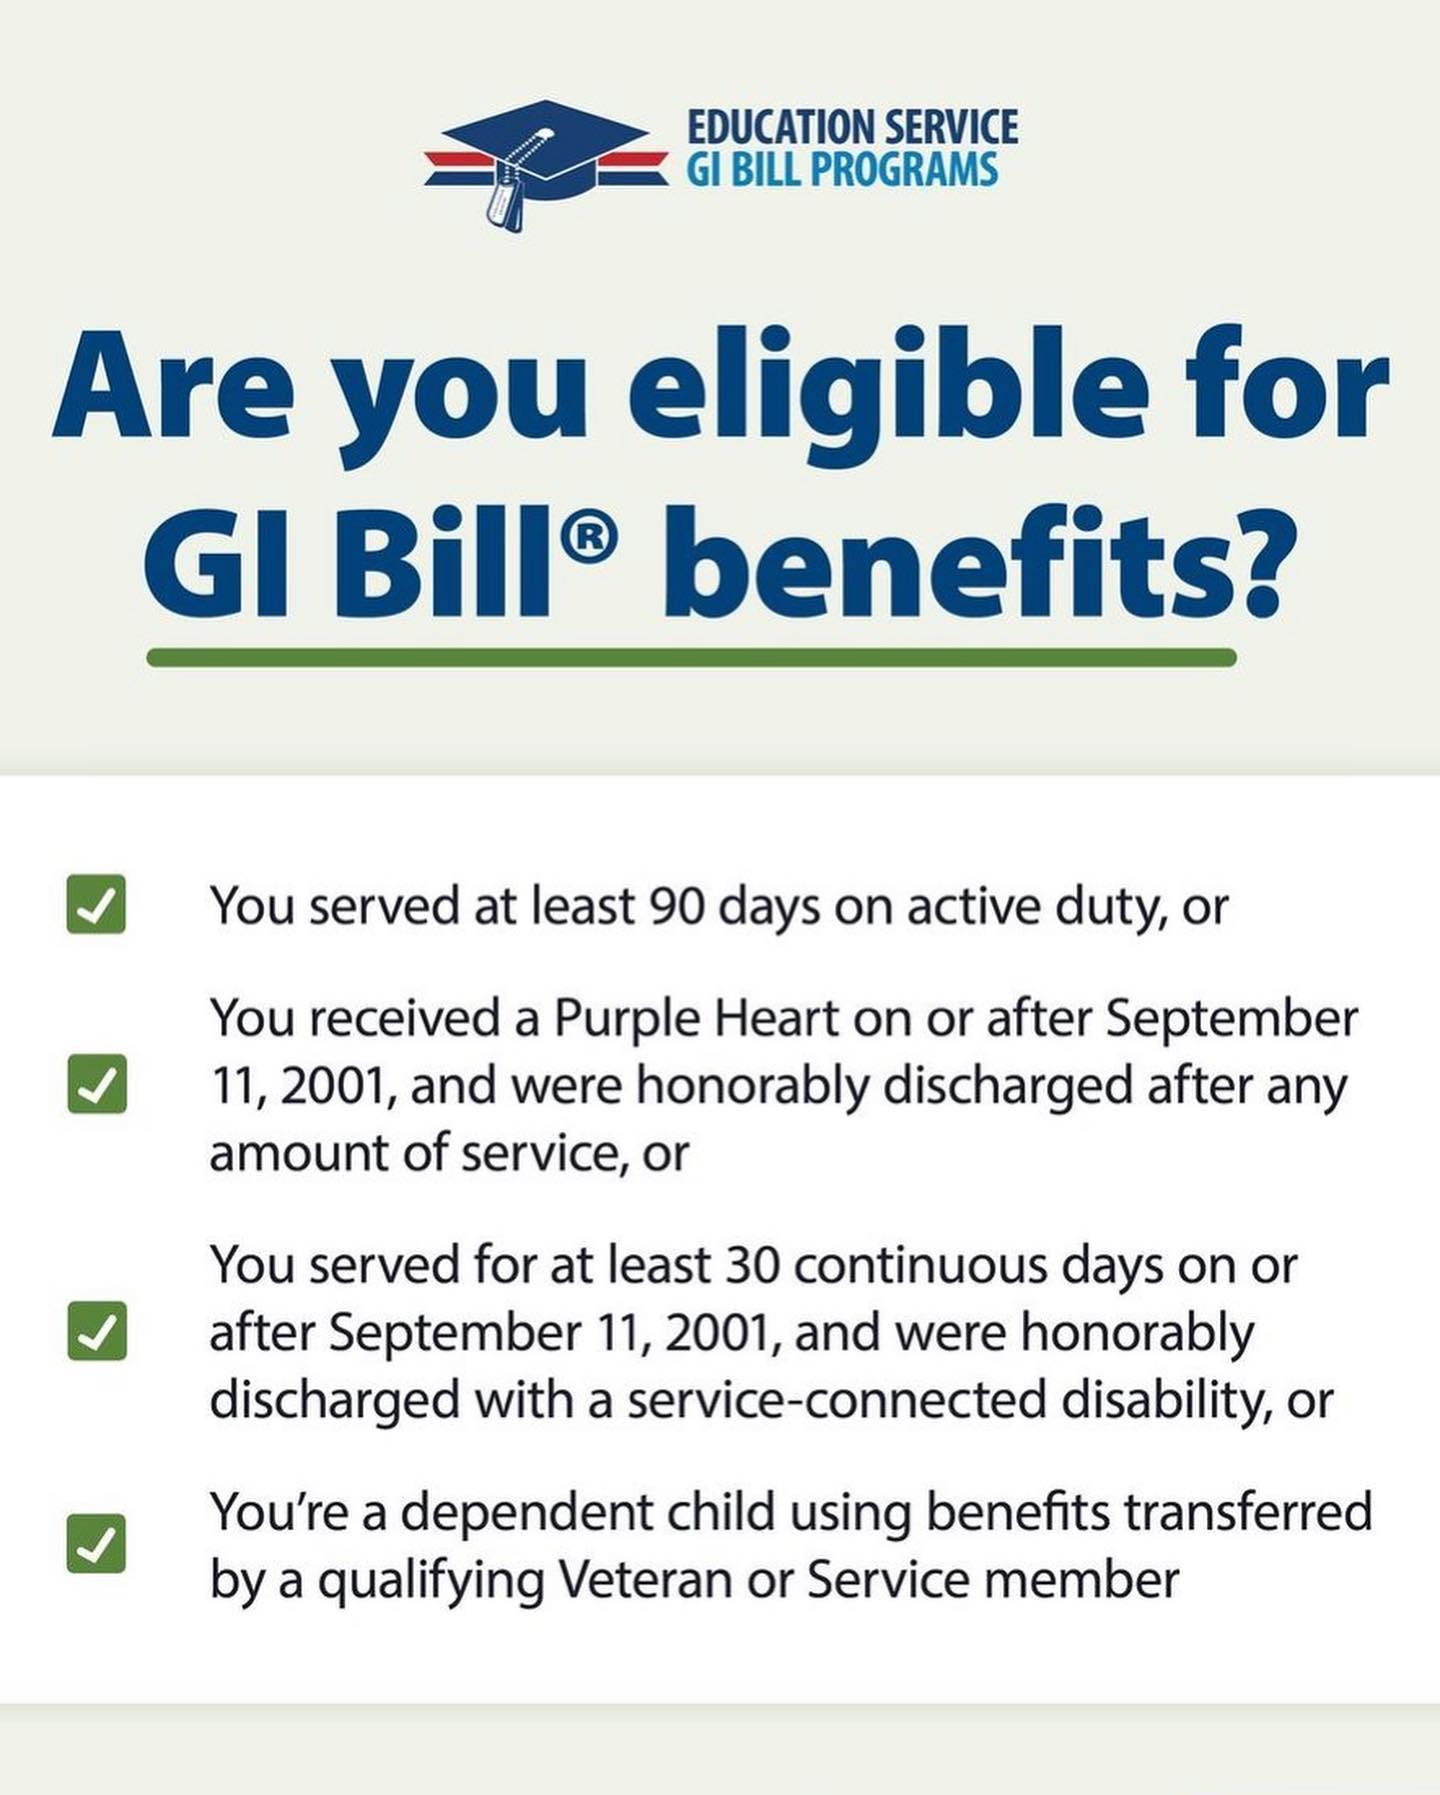 EDUCATION SERVICE
GI BILL PROGRAMS
Are you eligible for
GI Bill® benefits?
You served at least 90 days on active duty, or
You received a Purple Heart on or after September
11, 2001, and were honorably discharged after any
amount of service, or
You served for at least 30 continuous days on or
after September 11, 2001, and were honorably
discharged with a service-connected disability, or
You’re a dependent child using benefits transferred
by a qualifying Veteran or Service member